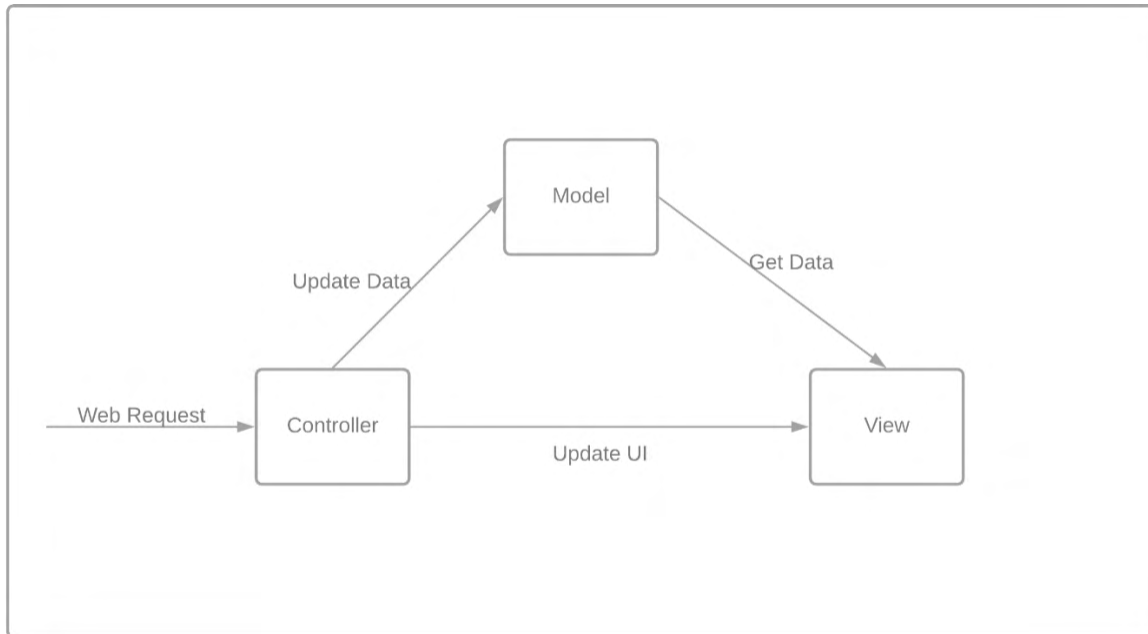 Model
Get Data
Update Data
Web Request
Controller
View
Update UI